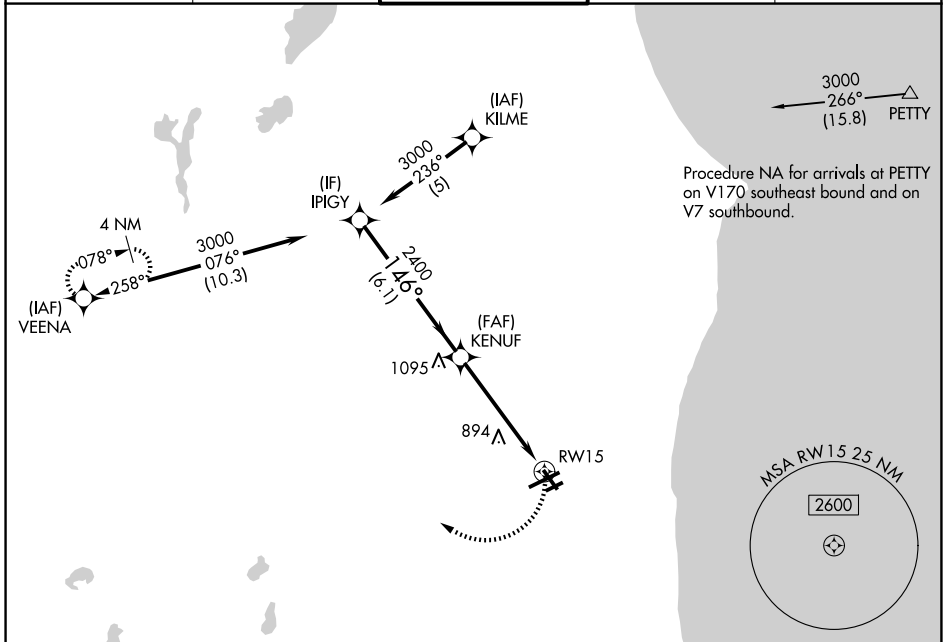 (IAF)
KILME
3000
236°
(5)
3000
266°
(15.8)
PETTY
Procedure NA for arrivals at PETTY
on V170 southeast bound and on
V7 southbound.
(IF)
IPIGY
4 NM
078°
258°
3000
076°
(10.3)
(IAF)
VEENA
2400
146°
(6.1)
(FAF)
KENUF
1095
894
RW15
MSA RW15 25 NM
2600